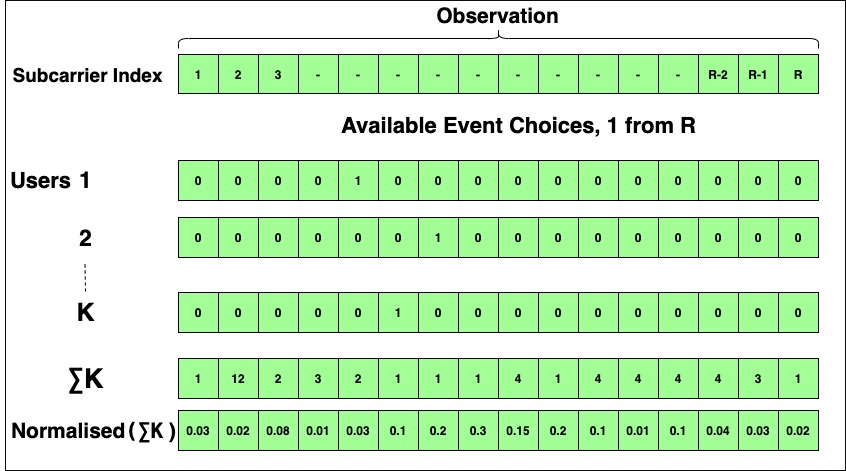 Observation
Subcarrier Index 1 2 3 - - - - - - - - - - R-2 R-1 R
Available Event Choices, 1 from R
Users 1 0 0 0 0 1 0 0 0 0 0 0 0 0 0 0 0
2 0 0 0 0 0 0 1 0 0 0 0 0 0 0 0 0
K 0 0 0 0 0 1 0 0 0 0 0 0 0 0 0 0
∑K 1 12 2 3 2 1 1 1 4 1 4 4 4 4 3 1
Normalised(∑K ) 0.03 0.02 0.08 0.01 0.03 0.1 0.2 0.3 0.15 0.2 0.1 0.01 0.1 0.04 0.03 0.02